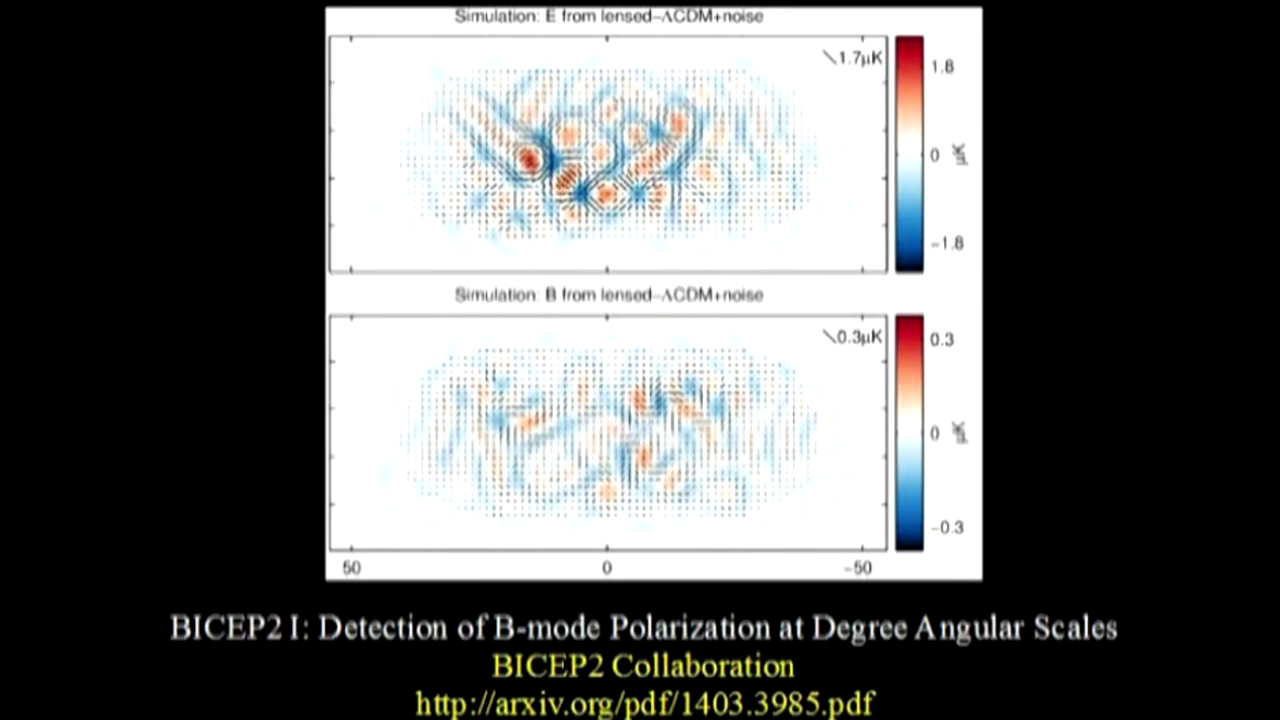 Simulation: E from lensed-ΛCDM+noise
\1.7μK
1.8
0
μK
-1.8
Simulation: B from lensed-ΛCDM+noise
\0.3μK
0.3
0
μK
-0.3
50 0 -50
BICEP2 I: Detection of B-mode Polarization at Degree Angular Scales
BICEP2 Collaboration
http://arxiv.org/pdf/1403.3985.pdf